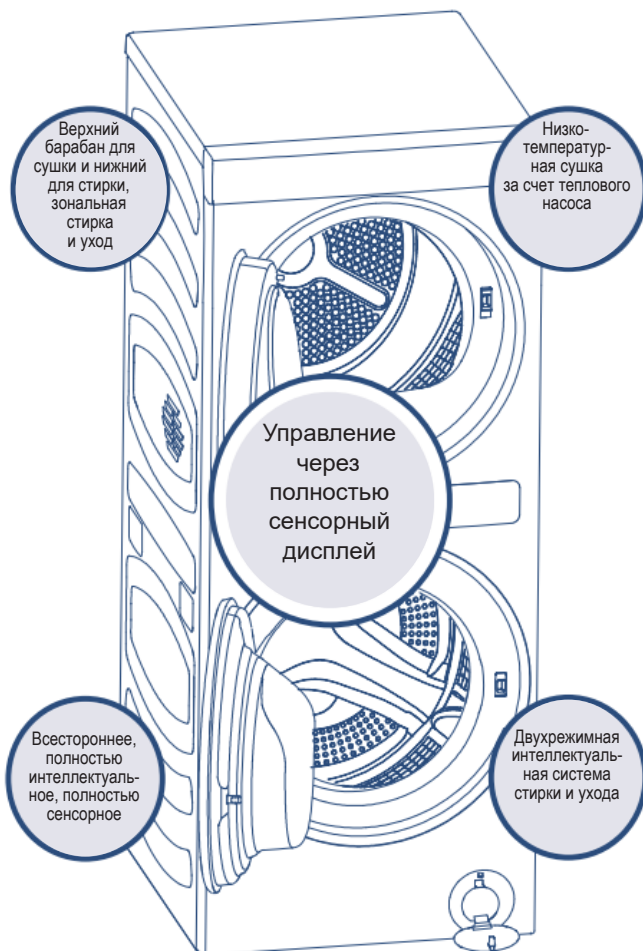 Верхний
барабан для
сушки и нижний
для стирки,
зональная
стирка
и уход
Низко-
температур-
ная сушка
за счет теплового
насоса
Управление
через
полностью
сенсорный
дисплей
Всестороннее,
полностью
интеллектуаль-
ное, полностью
сенсорное
Двухрежимная
интеллектуаль-
ная система
стирки и ухода